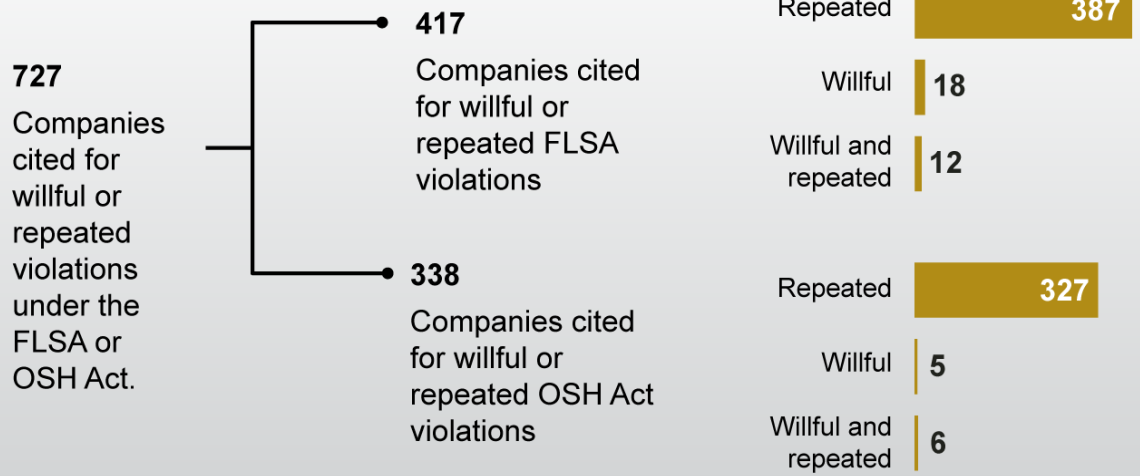 727
Companies
cited for
willful or
repeated
violations
under the
FLSA or
OSH Act.
417
Companies cited
for willful or
repeated FLSA
violations
Repeated 387
Willful 18
Willful and
repeated 12
338
Companies cited
for willful or
repeated OSH Act
violations
Repeated 327
Willful 5
Willful and
repeated 6